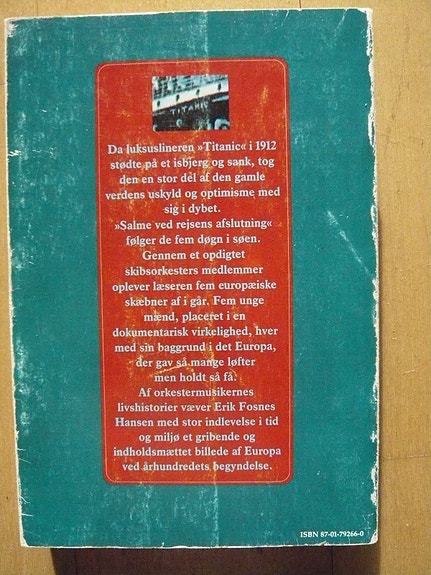 TITANIC
Da luksuslineren »Titanic« i 1912
stødte på et isbjerg og sank, tog
den en stor dél af den gamle
verdens uskyld og optimisme med
sig i dybet.
»Salme ved rejsens afslutning«
følger de fem døgn i søen.
Gennem et opdigtet
skibsorkesters medlemmer
oplever læseren fem europæiske
skæbner af i går. Fem unge
mænd, placeret i en
dokumentarisk virkelighed, hver
med sin baggrund i det Europa,
der gav så mange løfter
men holdt så få.
Af orkestermusikernes
livshistorier væver Erik Fosnes
Hansen med stor indlevelse i tid
og miljø et gribende og
indholdsmættet billede af Europa
ved århundredets begyndelse.
ISBN 87-01-79266-0